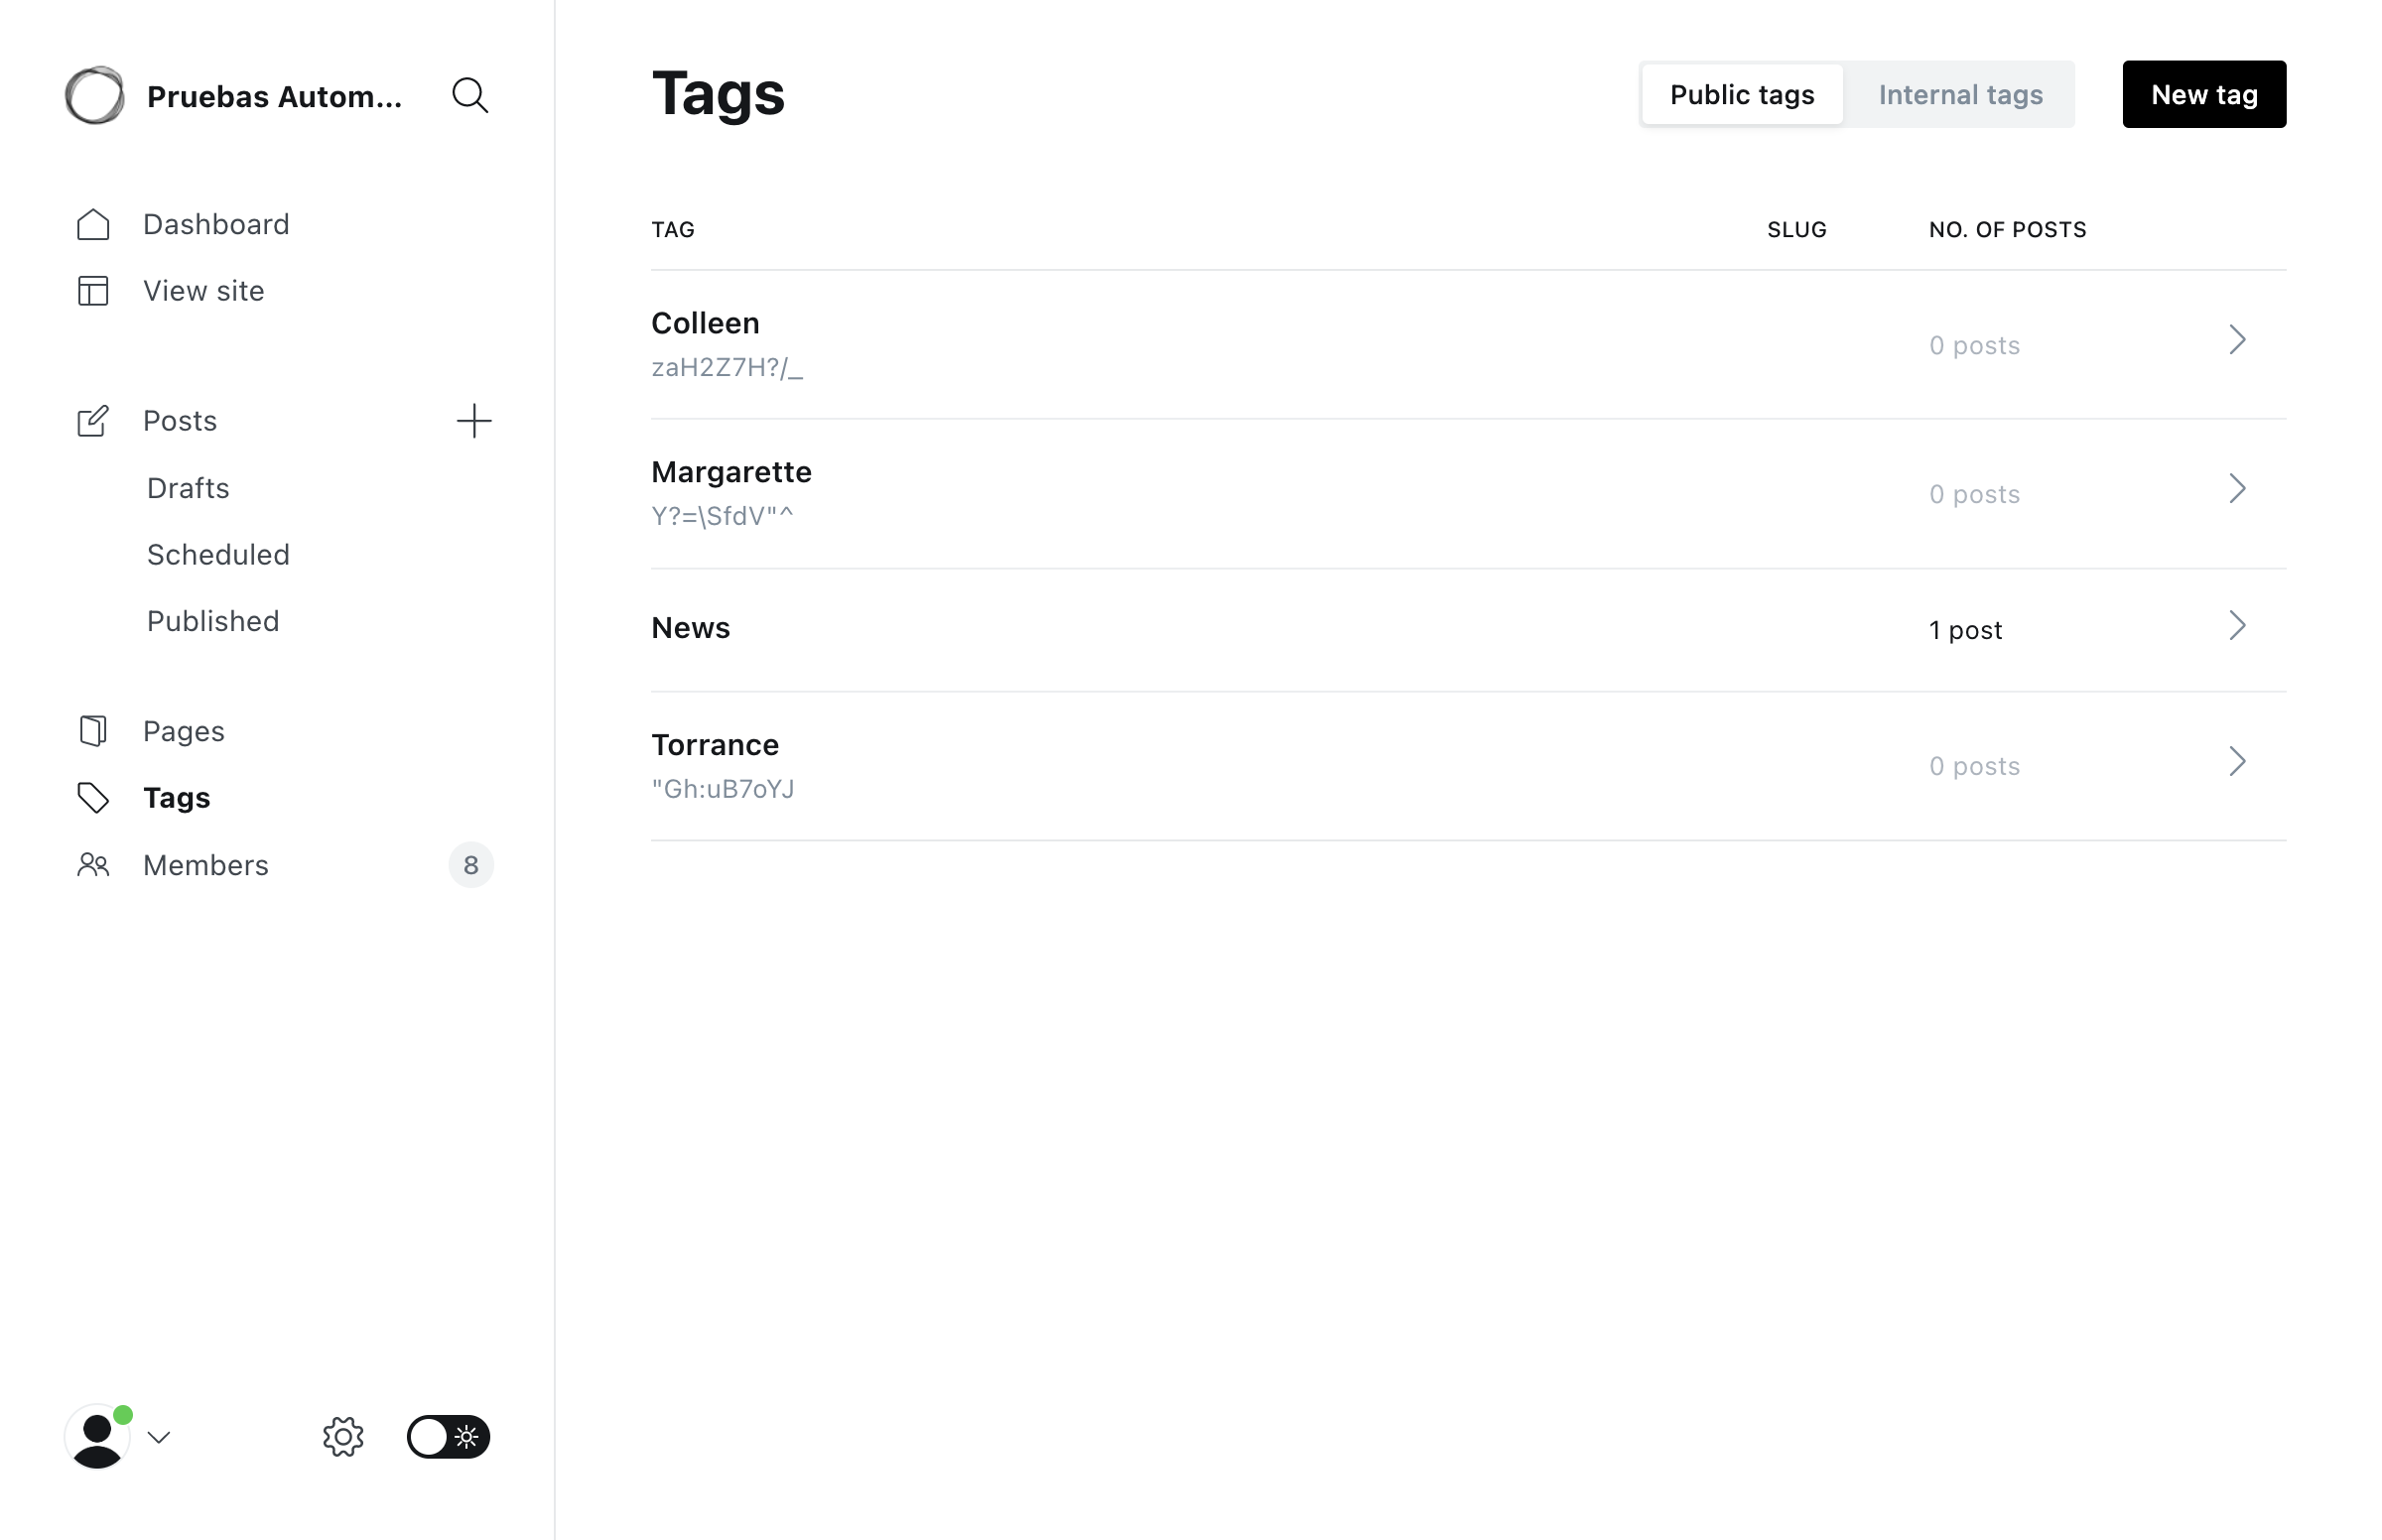 Pruebas Autom...
Dashboard
View site
Posts
Drafts
Scheduled
Published
Pages
Tags
Members 8
Tags
Public tags Internal tags New tag
TAG SLUG NO. OF POSTS
Colleen
zaH2Z7H?/_
0 posts
Margarette
Y?=\SfdV"^
0 posts
News 1 post
Torrance
"Gh:uB7oYJ
0 posts